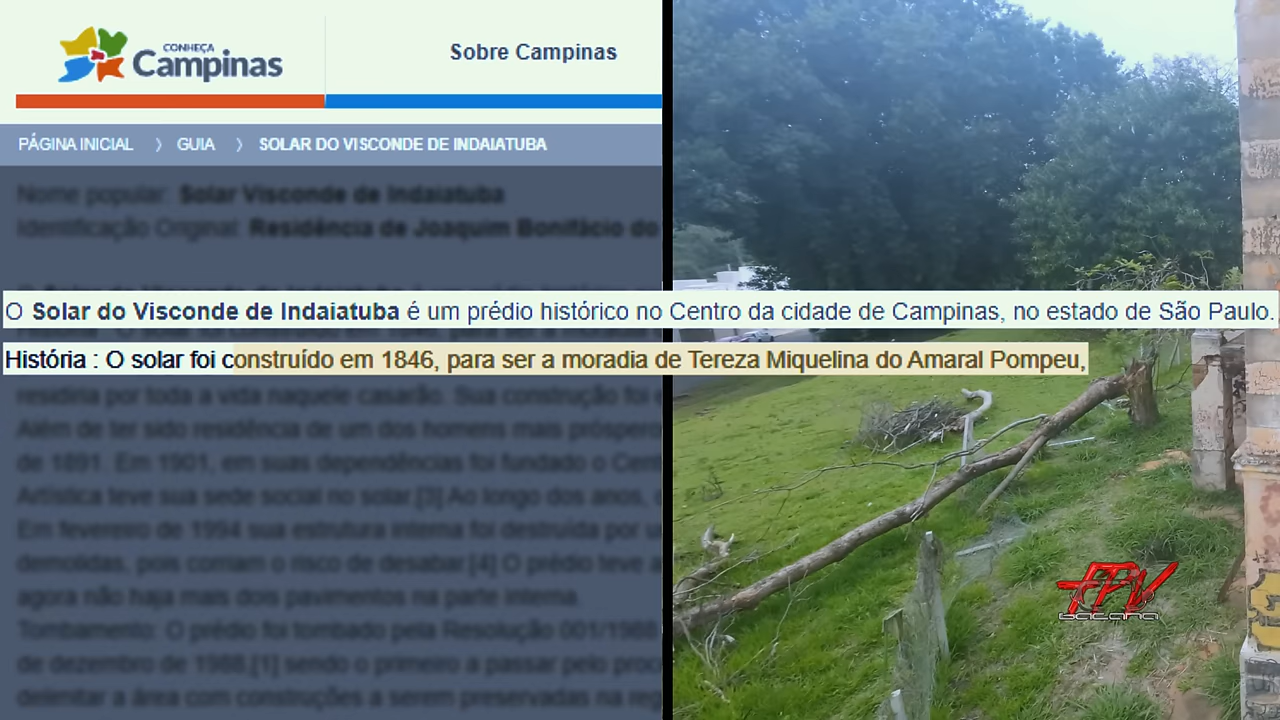 CONHEÇA
Campinas
Sobre Campinas
PÁGINA INICIAL 〉 GUIA 〉 SOLAR DO VISCONDE DE INDAIATUBA
Nome popular: Solar Visconde de Indaiatuba
Identificação Original: Residência de Joaquim Bonifácio do
O Solar do Visconde de Indaiatuba é um prédio histórico no Centro da cidade de Campinas, no estado de São Paulo.
História : O solar foi construído em 1846, para ser a moradia de Tereza Miquelina do Amaral Pompeu,
residiria por toda a vida naquele casarão. Sua construção foi
Além de ter sido residência de um dos homens mais próspero
de 1891. Em 1901, em suas dependências foi fundado o Cent
Artística teve sua sede social no solar.[3] Ao longo dos anos,
Em fevereiro de 1994 sua estrutura interna foi destruída por u
demolidas, pois corriam o risco de desabar.[4] O prédio teve a
agora não haja mais dois pavimentos na parte interna.
Tombamento: O prédio foi tombado pela Resolução 001/1988
de dezembro de 1988,[1] sendo o primeiro a passar pelo proc
delimitar a área com construções a serem preservadas na reg
FPV
bacana